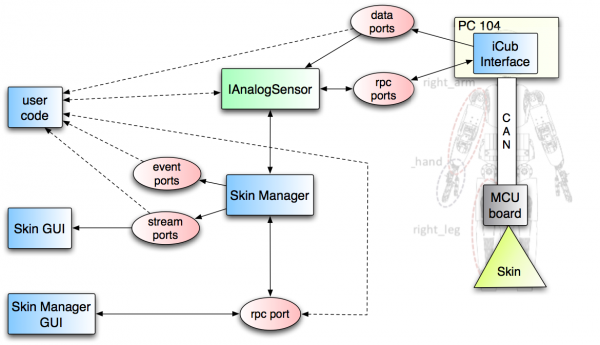 data
ports
PC 104
iCub
Interface
IAnalogSensor
rpc
ports
right_arm
user
code
C
A
N
_hand
event
ports
Skin Manager
MCU
board
stream
ports
Skin GUI
right_leg
Skin
Skin Manager
GUI
rpc port